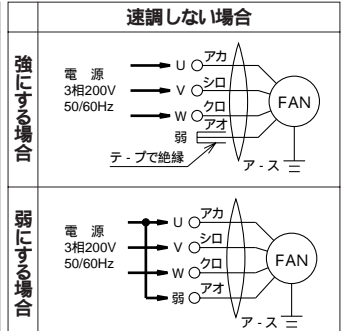 速調しない場合
強にする場合
電 源
3相200V
50/60Hz
U
アカ
V
シロ
W
クロ
弱
アオ
テ - プで絶縁
FAN
ア - ス
弱にする場合
電 源
3相200V
50/60Hz
U
アカ
V
シロ
W
クロ
弱
アオ
FAN
ア - ス